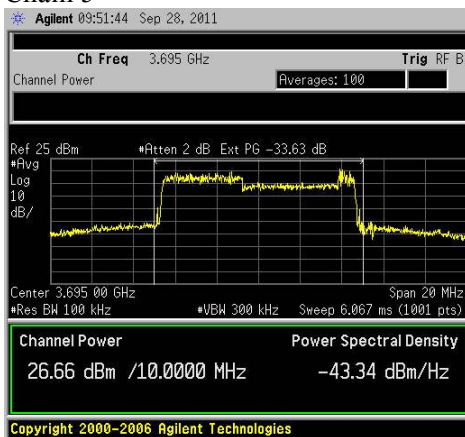 Agilent 09:51:44 Sep 28, 2011
Ch Freq 3.695 GHz Trig RF B
Channel Power Averages: 100
Ref 25 dBm #Atten 2 dB Ext PG -33.63 dB
#Avg
Log
10
dB/
Center 3.695 00 GHz Span 20 MHz
#Res BW 100 kHz #VBW 300 kHz Sweep 6.067 ms (1001 pts)
Channel Power Power Spectral Density
26.66 dBm /10.0000 MHz -43.34 dBm/Hz
Copyright 2000-2006 Agilent Technologies